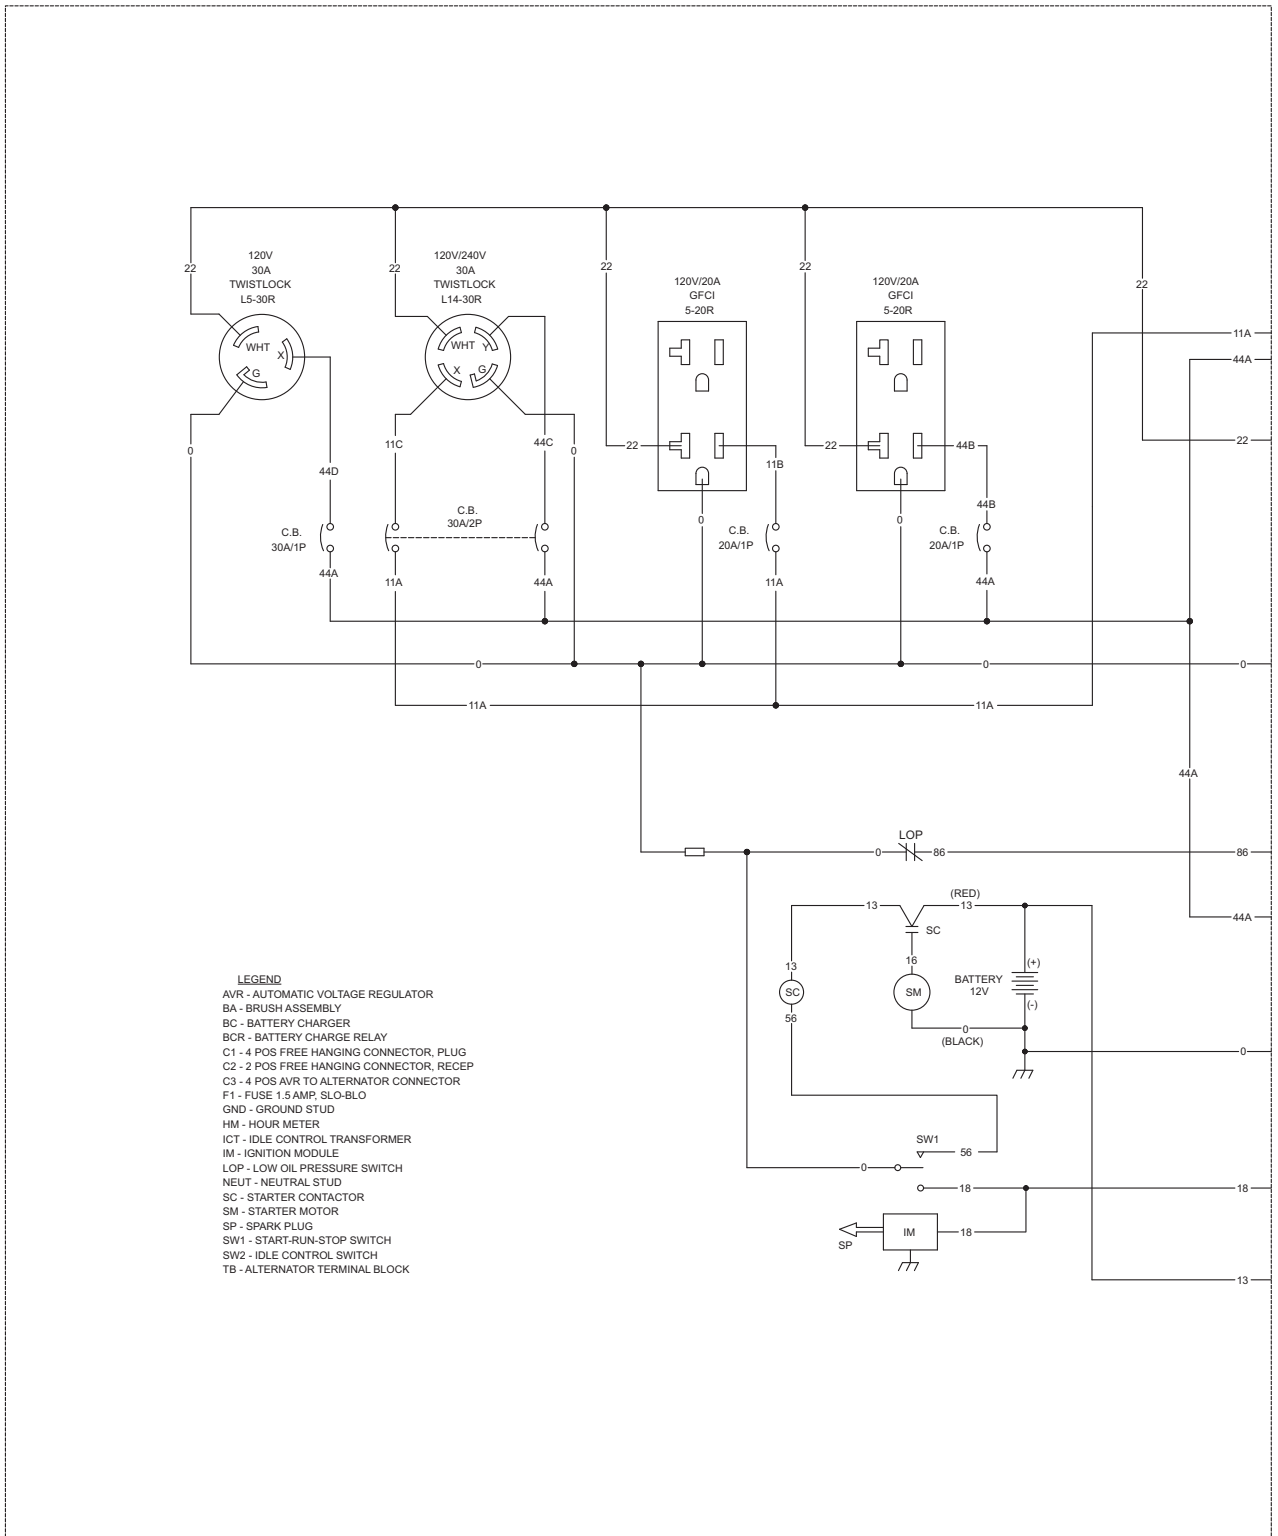 120V
30A
TWISTLOCK
L5-30R
120V/240V
30A
TWISTLOCK
L14-30R
120V/20A
GFCI
5-20R
120V/20A
GFCI
5-20R
22
22
22
22
22
WHT
X
G
WHT
Y
X
G
11A
44A
22
0
11C
44C
0
22
11B
22
44B
44D
44B
C.B.
30A/1P
C.B.
30A/2P
0
C.B.
20A/1P
0
C.B.
20A/1P
44A
11A
44A
11A
44A
0
0
0
11A
11A
44A
LOP
0
86
86
(RED)
13
13
SC
44A
16
13
SC
56
SM
BATTERY
12V
(+)
(-)
0
(BLACK)
0
SW1
56
0
18
18
IM
18
SP
13
LEGEND
AVR - AUTOMATIC VOLTAGE REGULATOR
BA - BRUSH ASSEMBLY
BC - BATTERY CHARGER
BCR - BATTERY CHARGE RELAY
C1 - 4 POS FREE HANGING CONNECTOR, PLUG
C2 - 2 POS FREE HANGING CONNECTOR, RECEP
C3 - 4 POS AVR TO ALTERNATOR CONNECTOR
F1 - FUSE 1.5 AMP, SLO-BLO
GND - GROUND STUD
HM - HOUR METER
ICT - IDLE CONTROL TRANSFORMER
IM - IGNITION MODULE
LOP - LOW OIL PRESSURE SWITCH
NEUT - NEUTRAL STUD
SC - STARTER CONTACTOR
SM - STARTER MOTOR
SP - SPARK PLUG
SW1 - START-RUN-STOP SWITCH
SW2 - IDLE CONTROL SWITCH
TB - ALTERNATOR TERMINAL BLOCK